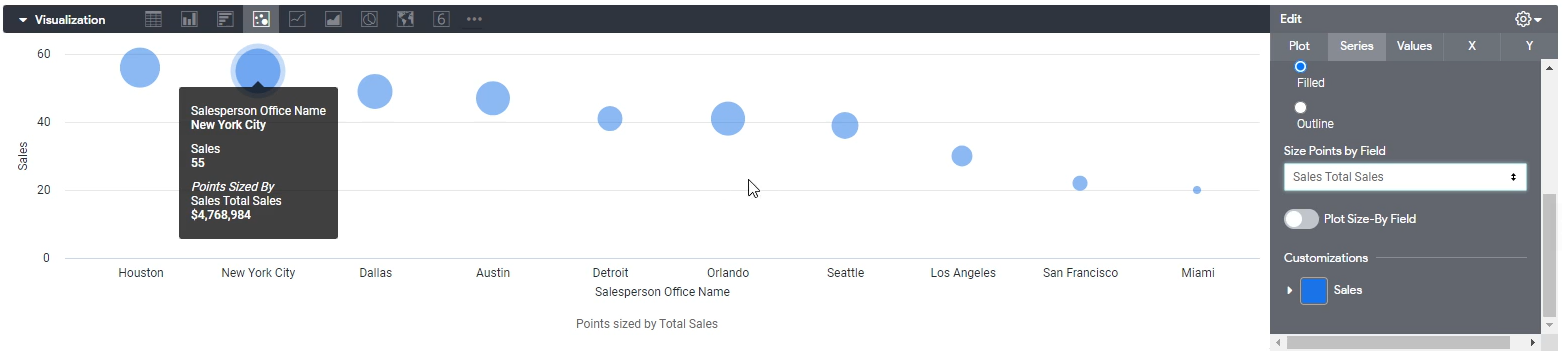 Visualization
6
Edit
Plot Series Values X Y
Filled
Outline
Size Points by Field
Sales Total Sales
Plot Size-By Field
Customizations
Sales
60
40
20
0
Sales
Salesperson Office Name
New York City
Sales
55
Points Sized By
Sales Total Sales
$4,768,984
Houston New York City Dallas Austin Detroit Orlando Seattle Los Angeles San Francisco Miami
Salesperson Office Name
Points sized by Total Sales